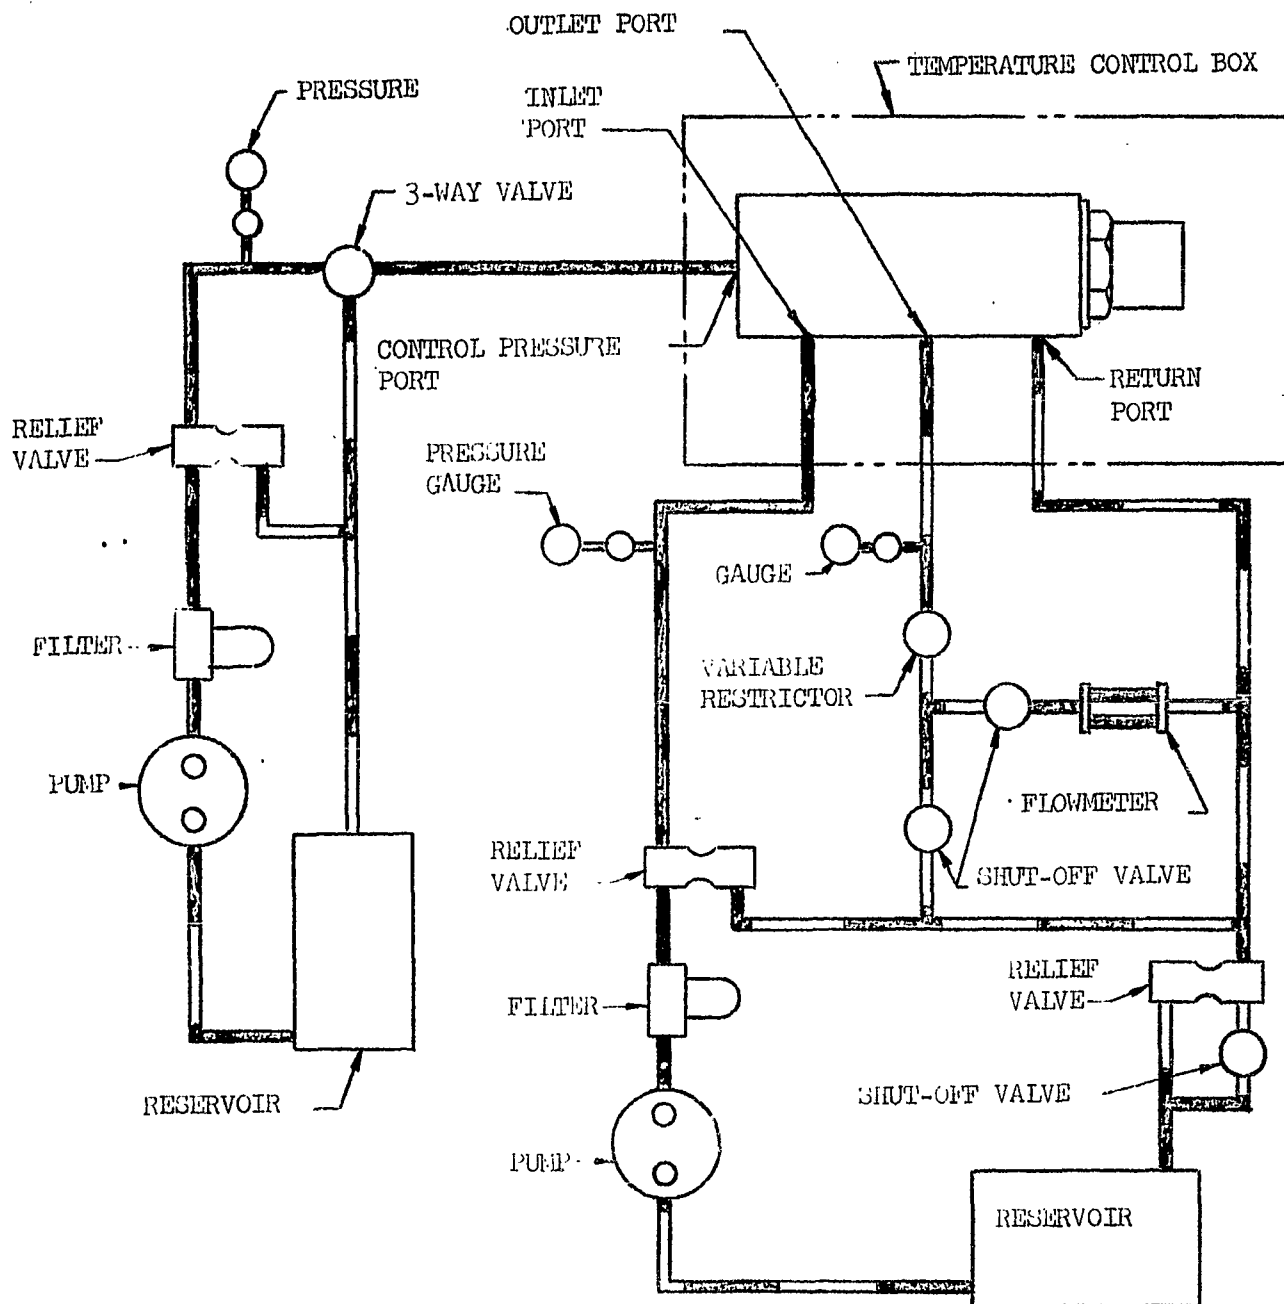 OUTLET PORT
TEMPERATURE CONTROL BOX
INLET
PORT
PRESSURE
3-WAY VALVE
CONTROL PRESSURE
PORT
RETURN
PORT
RELIEF
VALVE
PRESSURE
GAUGE
GAUGE
FILTER
VARIABLE
RESTRICTOR
PUMP
FLOWMETER
RELIEF
VALVE
SHUT-OFF VALVE
RELIEF
VALVE
FILTER
RESERVOIR
SHUT-OFF VALVE
PUMP
RESERVOIR